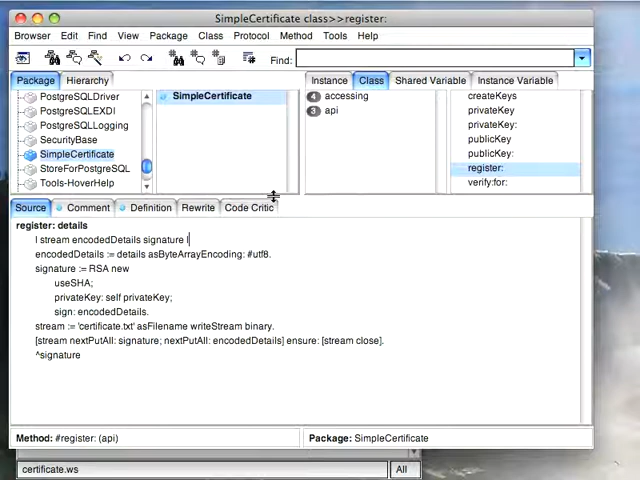 SimpleCertificate class>>register:
Browser Edit Find View Package Class Protocol Method Tools Help
Find:
Package Hierarchy
Instance Class Shared Variable Instance Variable
PostgreSQLDriver
PostgreSQLEXDI
PostgreSQLLogging
SecurityBase
SimpleCertificate
StoreForPostgreSQL
Tools-HoverHelp
SimpleCertificate
4 accessing
3 api
createKeys
privateKey
privateKey:
publicKey
publicKey:
register:
verify:for:
Source Comment Definition Rewrite Code Critic
register: details
| stream encodedDetails signature |
encodedDetails := details asByteArrayEncoding: #utf8.
signature := RSA new
useSHA;
privateKey: self privateKey;
sign: encodedDetails.
stream := 'certificate.txt' asFilename writeStream binary.
[stream nextPutAll: signature; nextPutAll: encodedDetails] ensure: [stream close].
^signature
Method: #register: (api)
Package: SimpleCertificate
certificate.ws
All